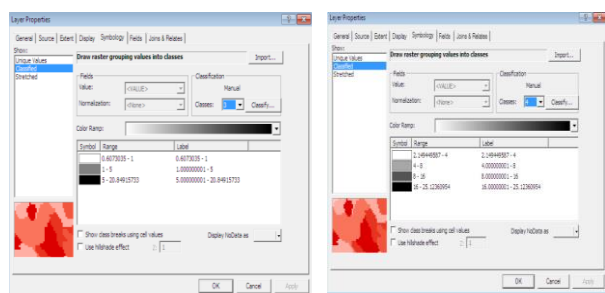 Layer Properties
General Source Extent Display Symbology Fields Joins & Relates
Show:
Unique Values
Classified
Stretched
Draw raster grouping values into classes
Import...
Fields
Value: <VALUE>
Normalization: <None>
Classification
Manual
Classes: 3 Classify...
Color Ramp:
Symbol Range Label
0.6073035 - 1 0.6073035 - 1
1 - 5 1.000000001 - 5
5 - 20.84915733 5.000000001 - 20.84915733
Show class breaks using cell values
Display NoData as
Use hillshade effect Z: 1
OK Cancel Apply
Layer Properties
General Source Extent Display Symbology Fields Joins & Relates
Show:
Unique Values
Classified
Stretched
Draw raster grouping values into classes
Import...
Fields
Value: <VALUE>
Normalization: <None>
Classification
Manual
Classes: 4 Classify...
Color Ramp:
Symbol Range Label
2.149449587 - 4 2.149449587 - 4
4 - 8 4.000000001 - 8
8 - 16 8.000000001 - 16
16 - 25.12360954 16.00000001 - 25.12360954
Show class breaks using cell values
Display NoData as
Use hillshade effect Z: 1
OK Cancel Apply